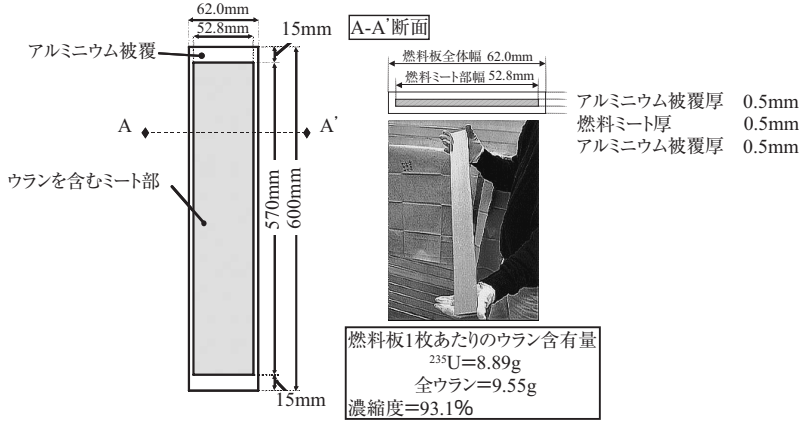 62.0mm
52.8mm
15mm
アルミニウム被覆
A
A'
ウランを含むミート部
570mm
600mm
15mm
A-A'断面
燃料板全体幅 62.0mm
燃料ミート部幅 52.8mm
アルミニウム被覆厚 0.5mm
燃料ミート厚 0.5mm
アルミニウム被覆厚 0.5mm
燃料板1枚あたりのウラン含有量
²³⁵U=8.89g
全ウラン=9.55g
濃縮度=93.1%